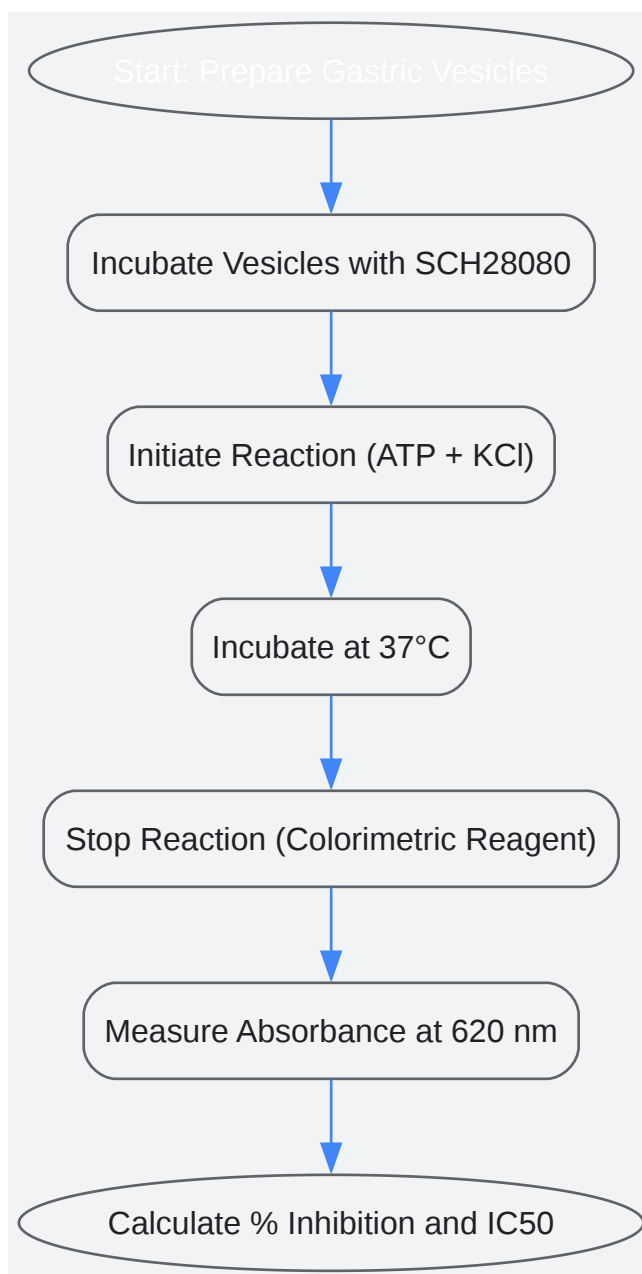 Start: Prepare Gastric Vesicles
Incubate Vesicles with SCH28080
Initiate Reaction (ATP + KCl)
Incubate at 37°C
Stop Reaction (Colorimetric Reagent)
Measure Absorbance at 620 nm
Calculate % Inhibition and IC50